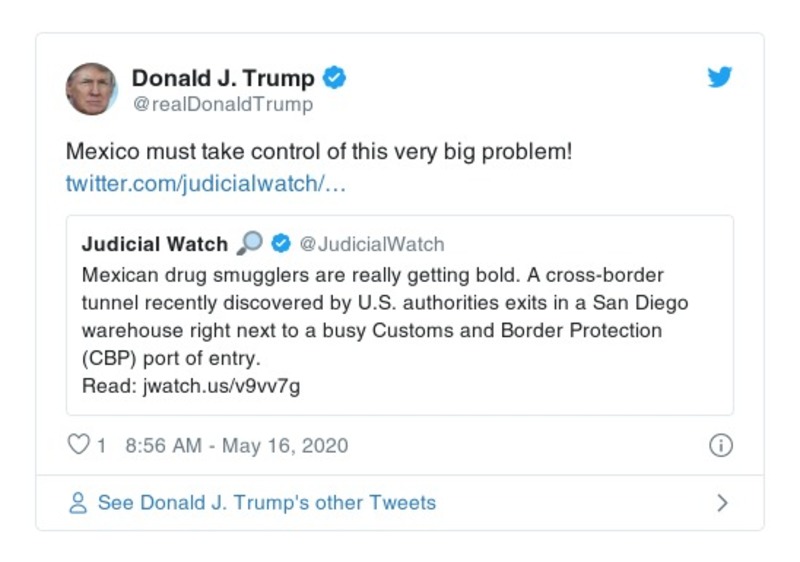 Donald J. Trump
@realDonaldTrump
Mexico must take control of this very big problem!
twitter.com/judicialwatch/…
Judicial Watch 🔎 @JudicialWatch
Mexican drug smugglers are really getting bold. A cross-border
tunnel recently discovered by U.S. authorities exits in a San Diego
warehouse right next to a busy Customs and Border Protection
(CBP) port of entry.
Read: jwatch.us/v9vv7g
1 8:56 AM - May 16, 2020
See Donald J. Trump's other Tweets